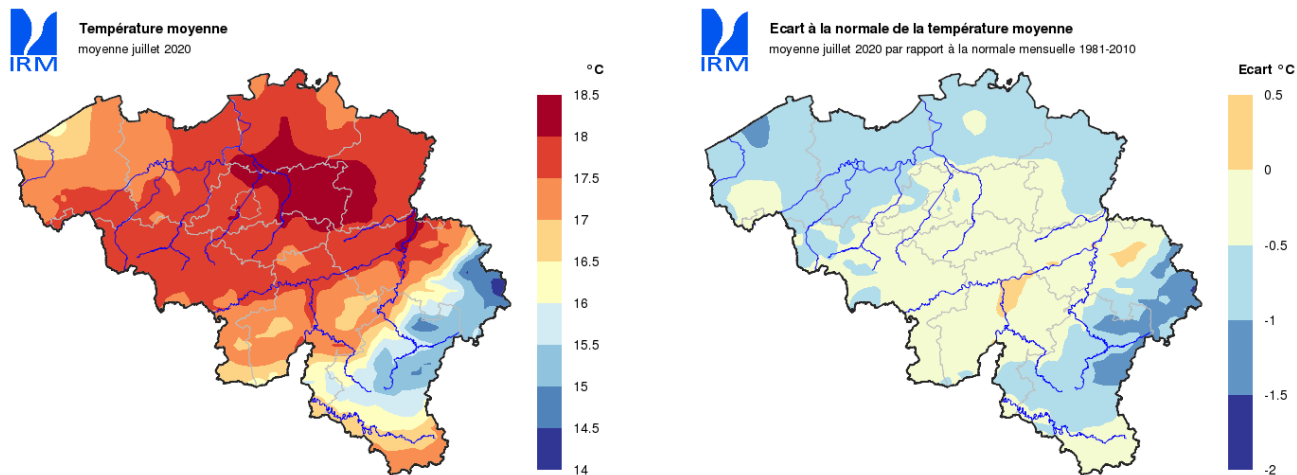 Température moyenne
moyenne juillet 2020
IRM
°C
18.5
18
17.5
17
16.5
16
15.5
15
14.5
14
Ecart à la normale de la température moyenne
moyenne juillet 2020 par rapport à la normale mensuelle 1981-2010
IRM
Ecart °C
0.5
0
-0.5
-1
-1.5
-2